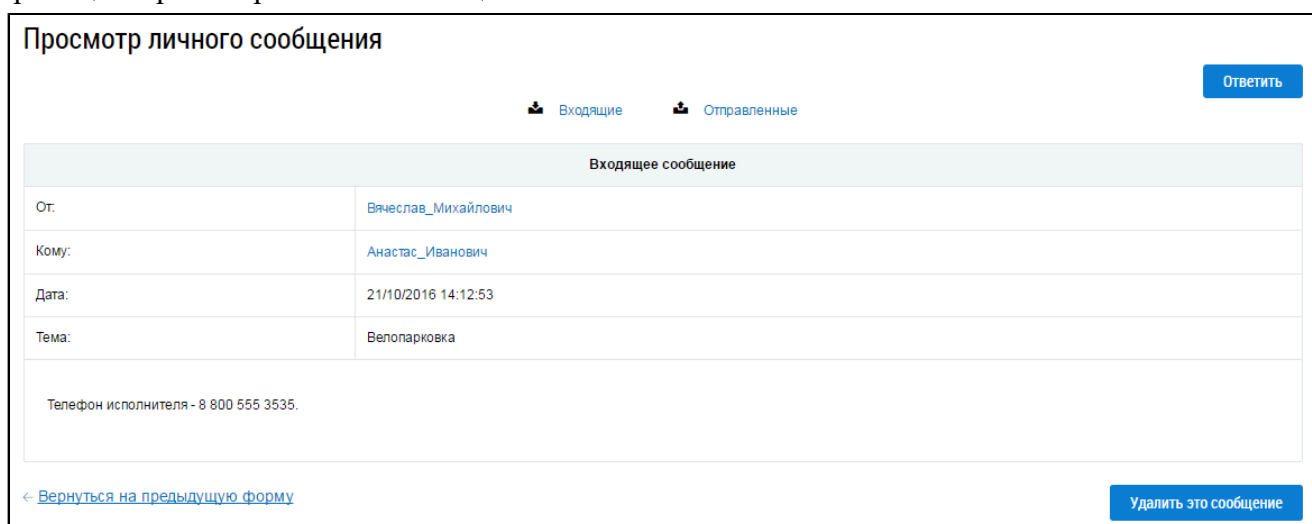 Просмотр личного сообщения
Ответить
Входящие Отправленные
Входящее сообщение
От: Вячеслав_Михайлович
Кому: Анастас_Иванович
Дата: 21/10/2016 14:12:53
Тема: Велопарковка
Телефон исполнителя - 8 800 555 3535.
← Вернуться на предыдущую форму Удалить это сообщение